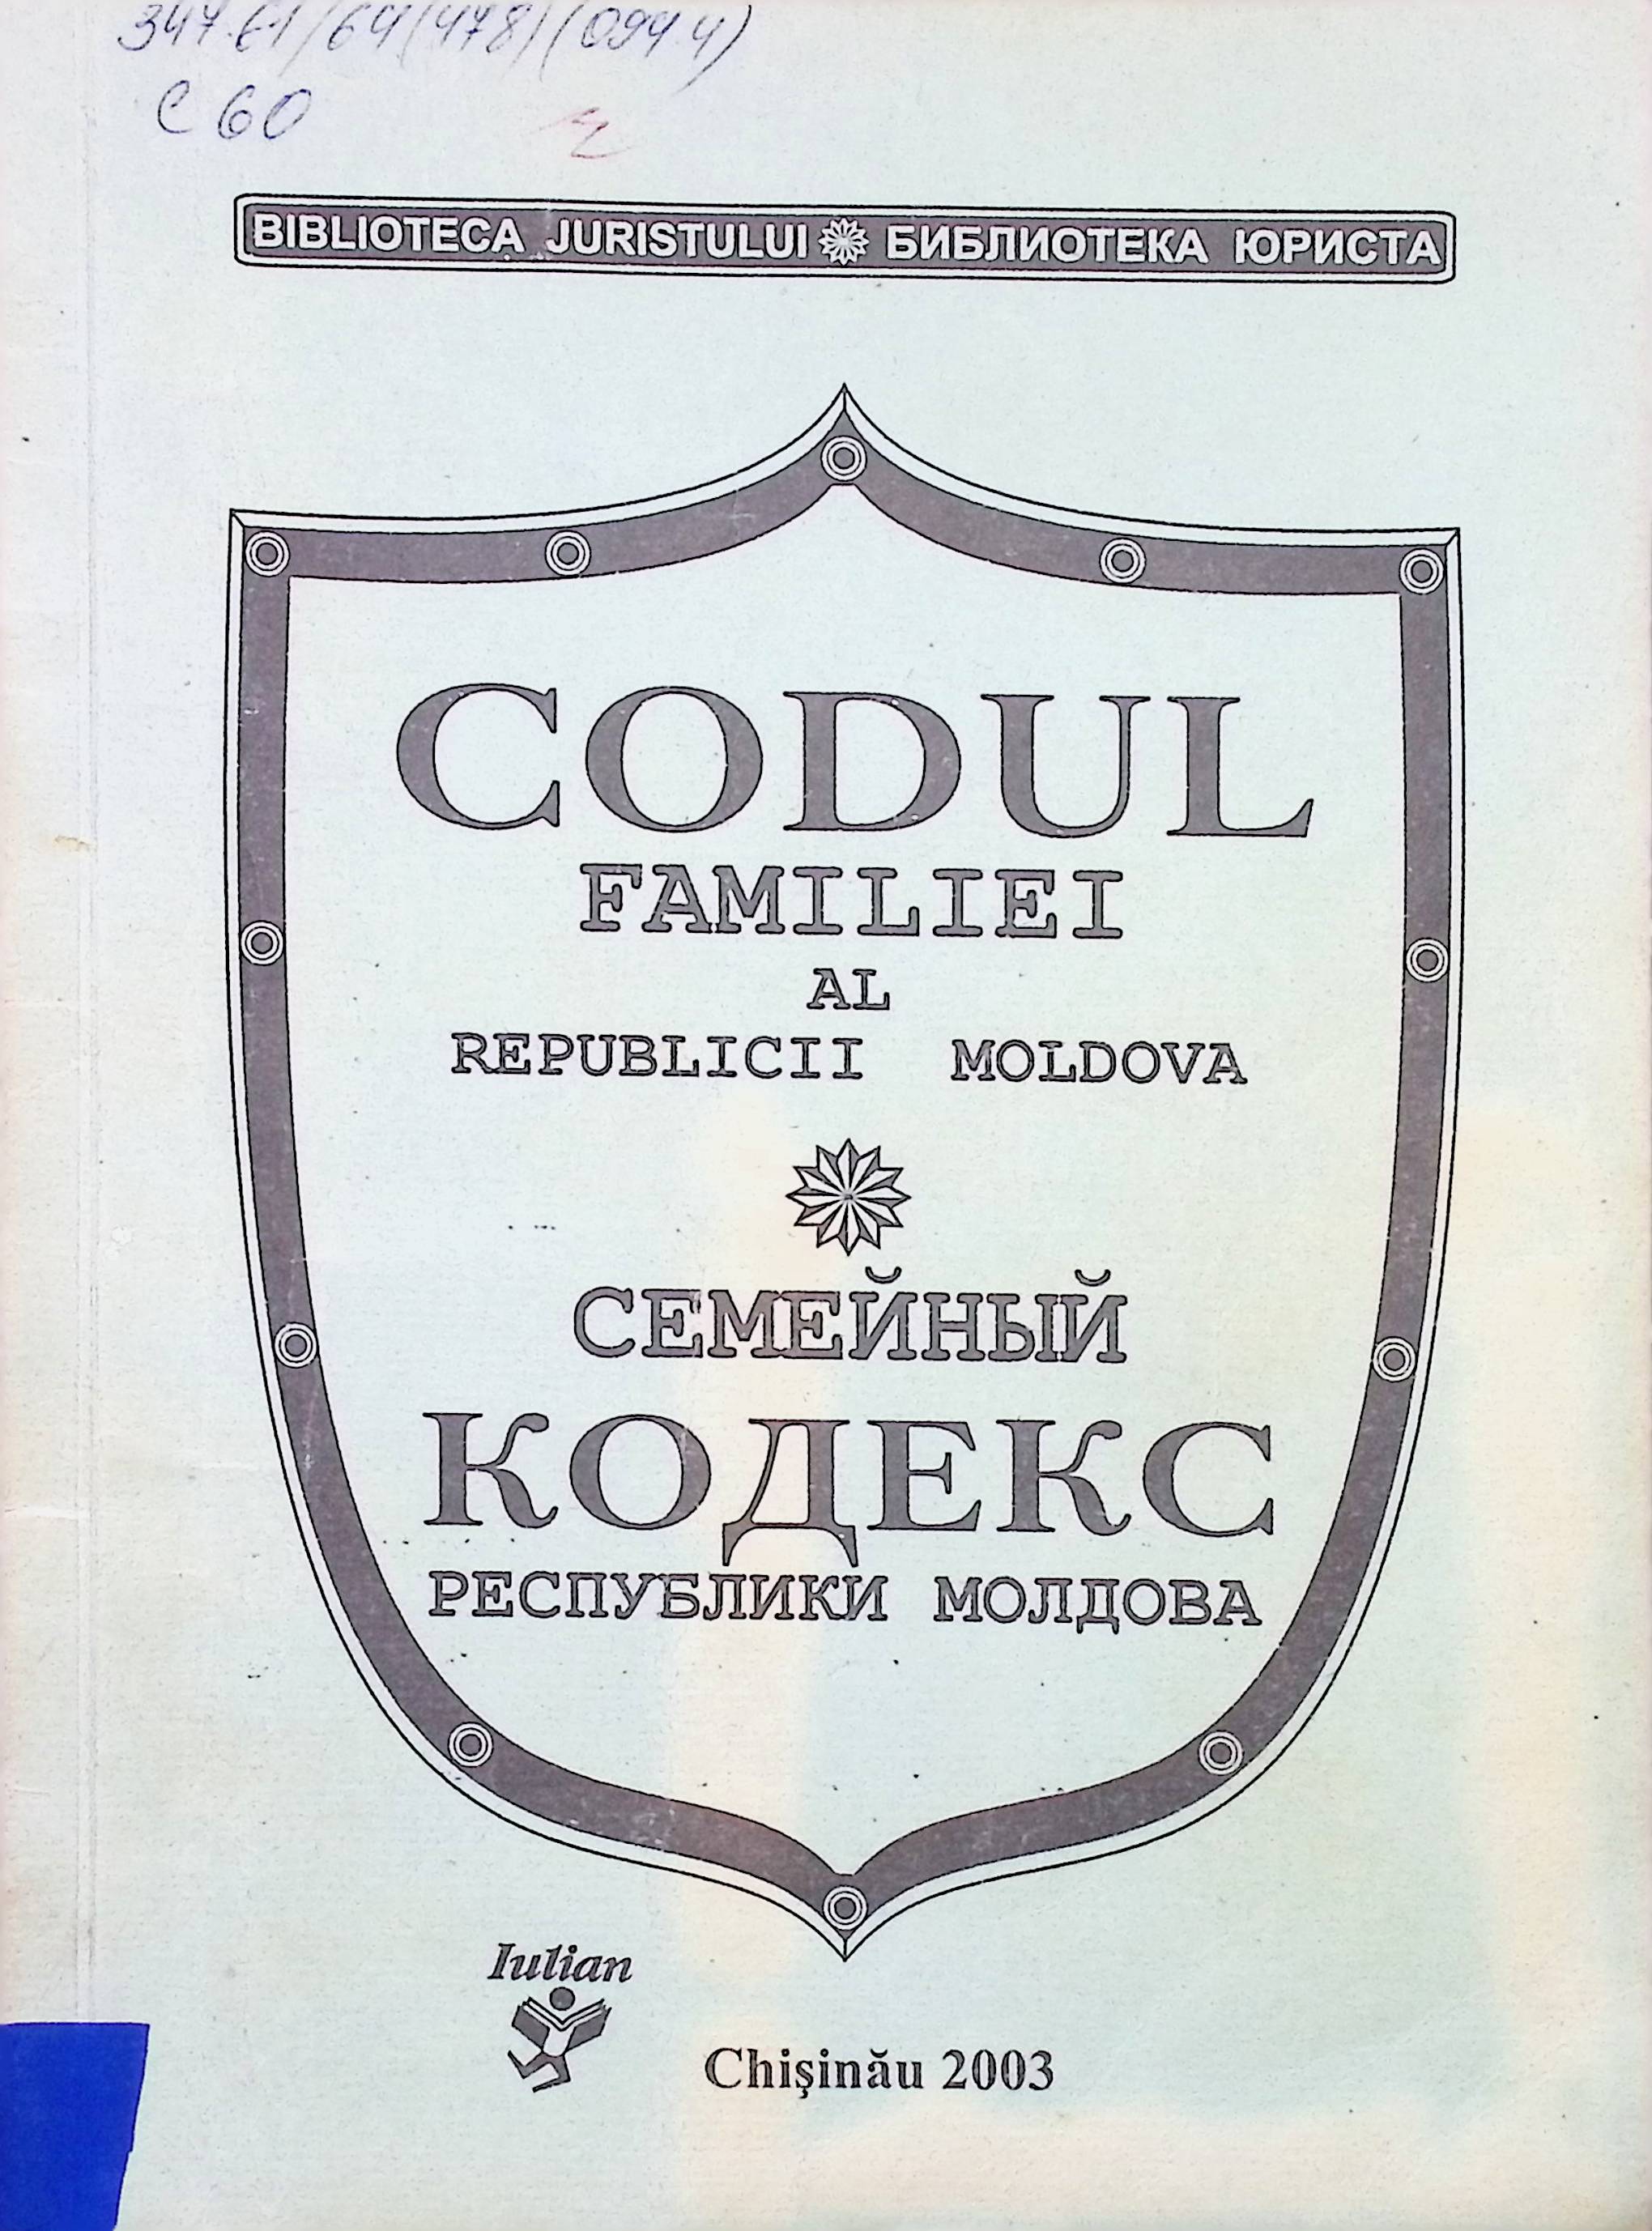 347.61/64(478)(094.4)
C 60
BIBLIOTECA JURISTULUI БИБЛИОТЕКА ЮРИСТА
CODUL
FAMILIEI
AL
REPUBLICII MOLDOVA
СЕМЕЙНЫЙ
КОДЕКС
РЕСПУБЛИКИ МОЛДОВА
Iulian
Chişinău 2003